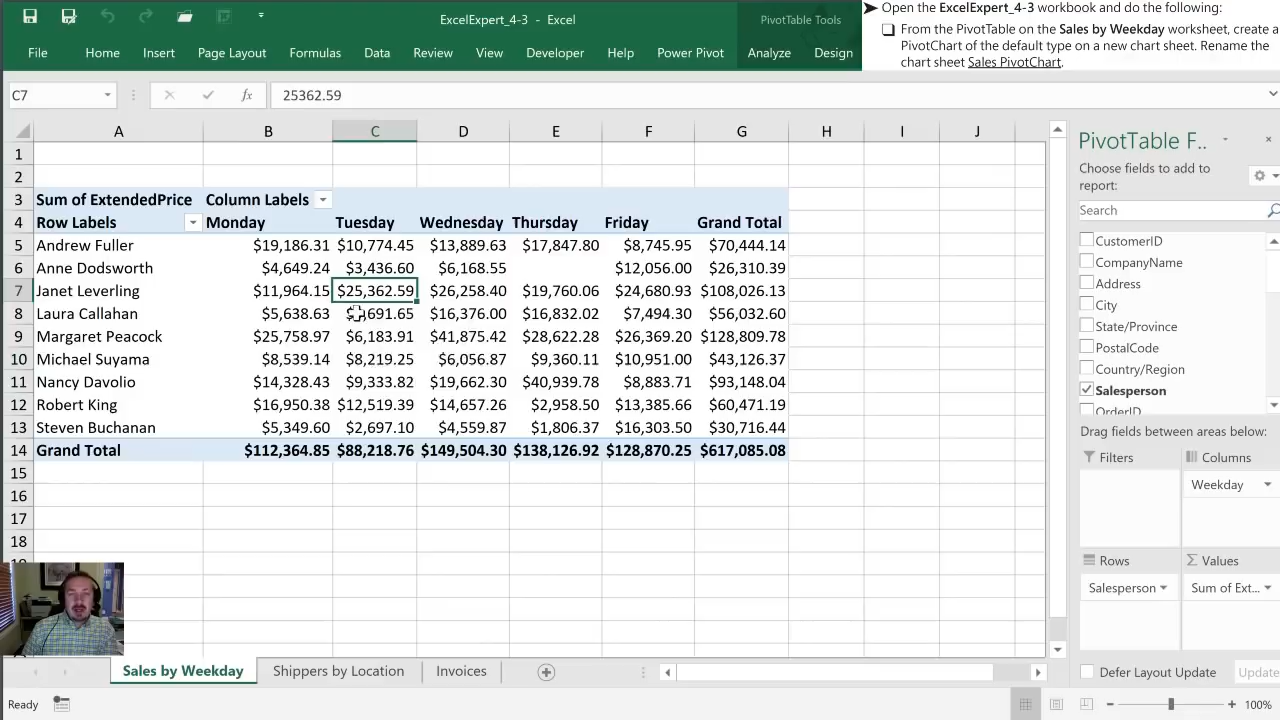 ExcelExpert_4-3 - Excel
PivotTable Tools
File Home Insert Page Layout Formulas Data Review View Developer Help Power Pivot Analyze Design
➤ Open the ExcelExpert_4-3 workbook and do the following:
❑ From the PivotTable on the Sales by Weekday worksheet, create a
PivotChart of the default type on a new chart sheet. Rename the
chart sheet Sales PivotChart.
C7 fx 25362.59
A B C D E F G H I J
1
2
3 Sum of ExtendedPrice Column Labels
4 Row Labels Monday Tuesday Wednesday Thursday Friday Grand Total
5 Andrew Fuller $19,186.31 $10,774.45 $13,889.63 $17,847.80 $8,745.95 $70,444.14
6 Anne Dodsworth $4,649.24 $3,436.60 $6,168.55 $12,056.00 $26,310.39
7 Janet Leverling $11,964.15 $25,362.59 $26,258.40 $19,760.06 $24,680.93 $108,026.13
8 Laura Callahan $5,638.63 691.65 $16,376.00 $16,832.02 $7,494.30 $56,032.60
9 Margaret Peacock $25,758.97 $6,183.91 $41,875.42 $28,622.28 $26,369.20 $128,809.78
10 Michael Suyama $8,539.14 $8,219.25 $6,056.87 $9,360.11 $10,951.00 $43,126.37
11 Nancy Davolio $14,328.43 $9,333.82 $19,662.30 $40,939.78 $8,883.71 $93,148.04
12 Robert King $16,950.38 $12,519.39 $14,657.26 $2,958.50 $13,385.66 $60,471.19
13 Steven Buchanan $5,349.60 $2,697.10 $4,559.87 $1,806.37 $16,303.50 $30,716.44
14 Grand Total $112,364.85 $88,218.76 $149,504.30 $138,126.92 $128,870.25 $617,085.08
15
16
17
18
PivotTable F..
Choose fields to add to
report:
Search
CustomerID
CompanyName
Address
City
State/Province
PostalCode
Country/Region
Salesperson
OrderID
Drag fields between areas below:
Filters Columns
Weekday
Rows Σ Values
Salesperson Sum of Ext...
Defer Layout Update Update
Sales by Weekday Shippers by Location Invoices
Ready 100%